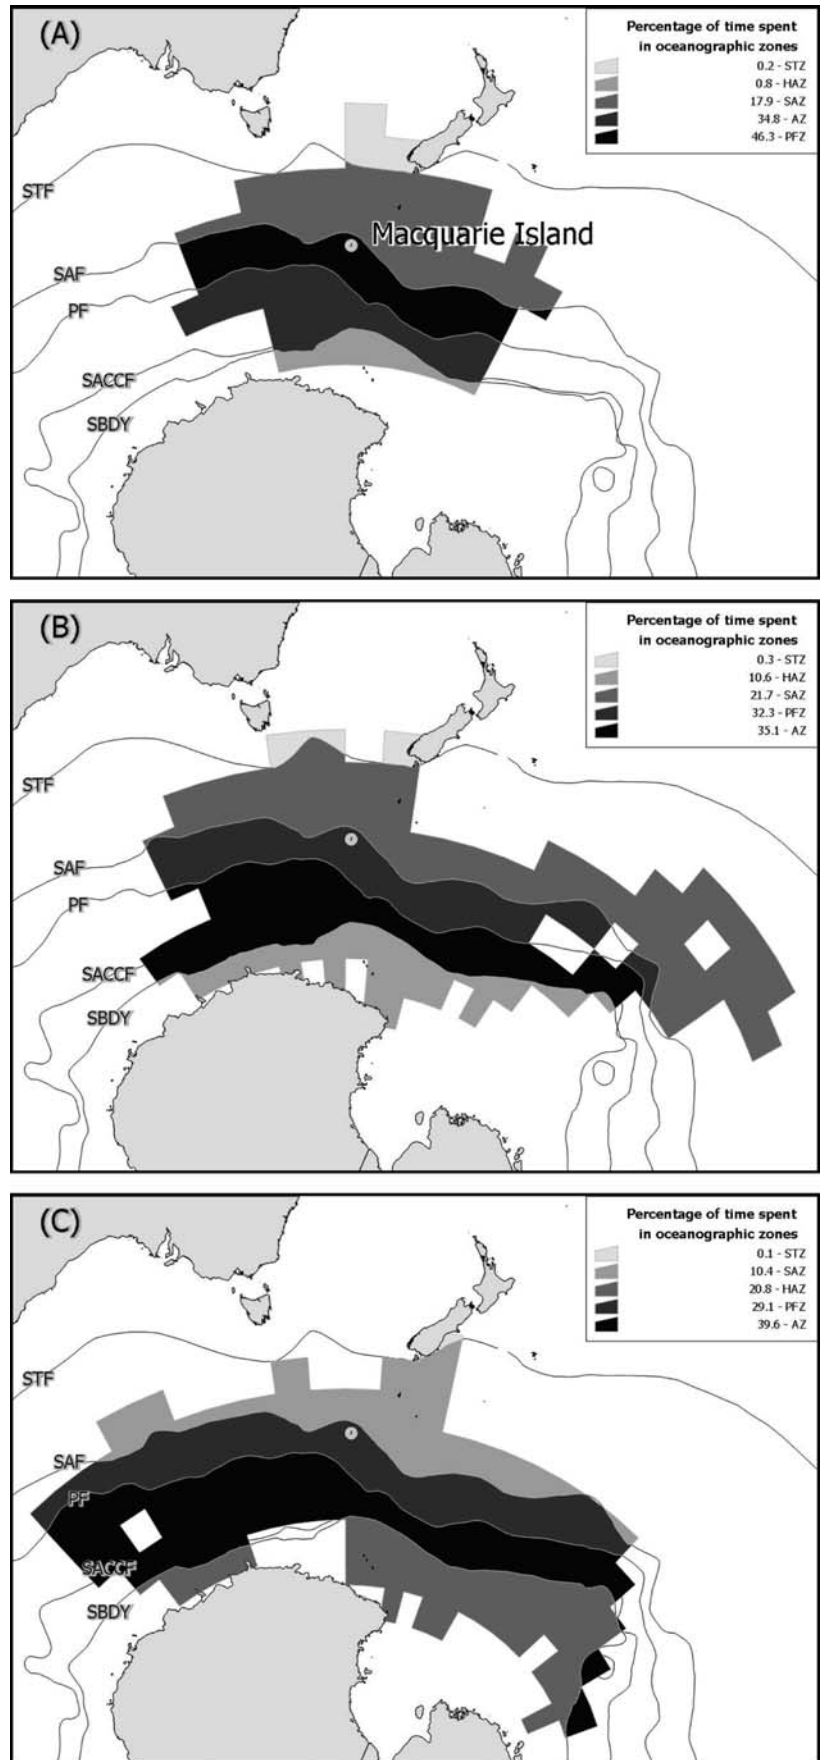 (A)
Percentage of time spent
in oceanographic zones
0.2 - STZ
0.8 - HAZ
17.9 - SAZ
34.8 - AZ
46.3 - PFZ
STF
Macquarie Island
SAF
PF
SACCF
SBDY
(B)
Percentage of time spent
in oceanographic zones
0.3 - STZ
10.6 - HAZ
21.7 - SAZ
32.3 - PFZ
35.1 - AZ
STF
SAF
PF
SACCF
SBDY
(C)
Percentage of time spent
in oceanographic zones
0.1 - STZ
10.4 - SAZ
20.8 - HAZ
29.1 - PFZ
39.6 - AZ
STF
SAF
PF
SACCF
SBDY